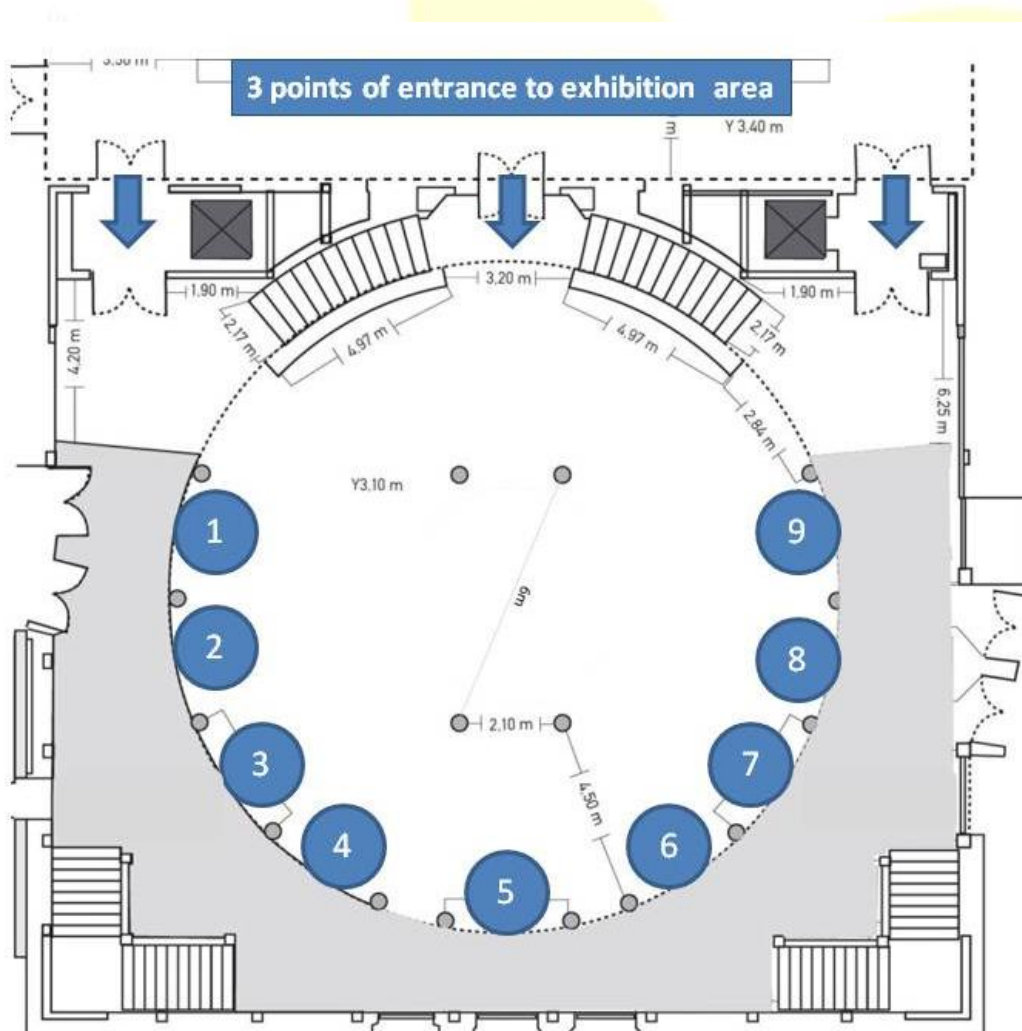 3 points of entrance to exhibition area
Y 3.40 m
3.20 m
1.90 m
1.90 m
2.17 m
4.97 m
4.97 m
2.17 m
4.20 m
6.25 m
2.84 m
Y3.10 m
1
9
6m
2
8
2.10 m
3
7
4.50 m
4
6
5